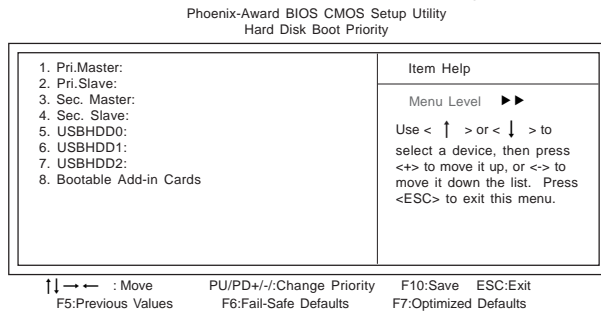 Phoenix-Award BIOS CMOS Setup Utility
Hard Disk Boot Priority
1. Pri.Master:
2. Pri.Slave:
3. Sec. Master:
4. Sec. Slave:
5. USBHDD0:
6. USBHDD1:
7. USBHDD2:
8. Bootable Add-in Cards
Item Help
Menu Level ▶▶
Use < ↑ > or < ↓ > to
select a device, then press
<+> to move it up, or <-> to
move it down the list. Press
<ESC> to exit this menu.
↑↓→← : Move PU/PD+/-/:Change Priority F10:Save ESC:Exit
F5:Previous Values F6:Fail-Safe Defaults F7:Optimized Defaults